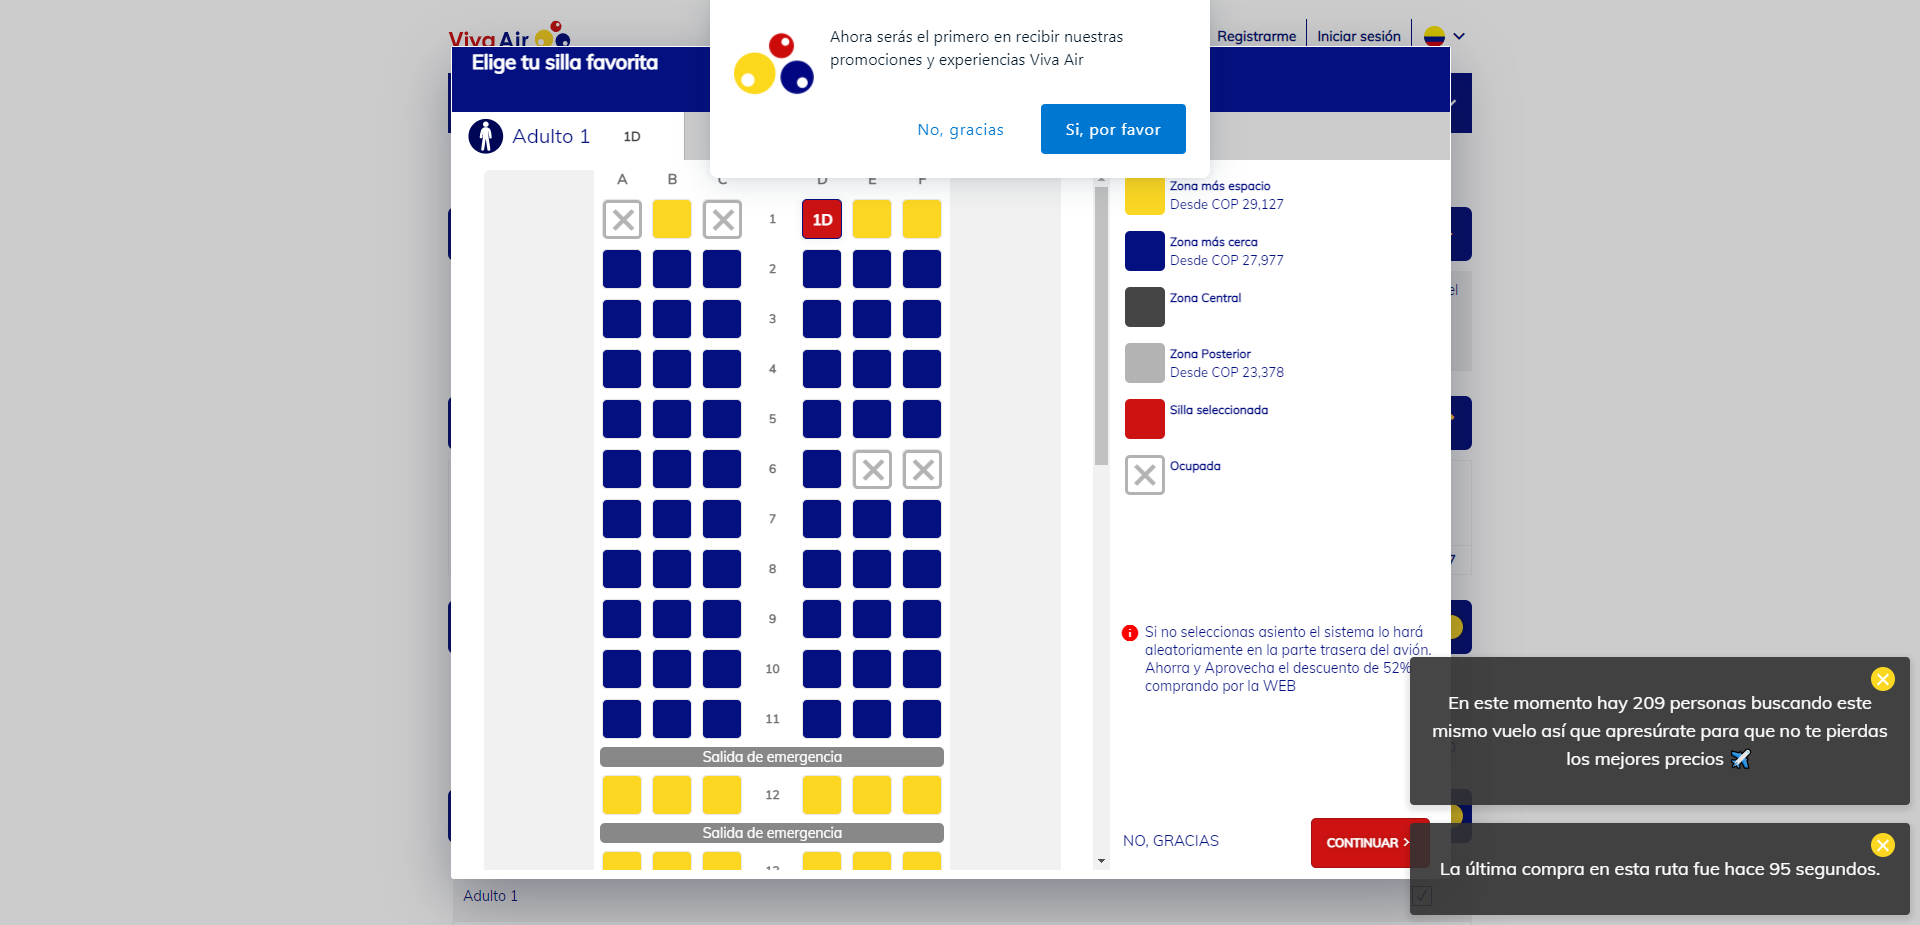 Viva Air
Registrarme
Iniciar sesión
Ahora serás el primero en recibir nuestras
promociones y experiencias Viva Air
No, gracias
Si, por favor
Elige tu silla favorita
Adulto 1
1D
A B C D E F
1 1D
2
3
4
5
6
7
8
9
10
11
Salida de emergencia
12
Salida de emergencia
13
Zona más espacio
Desde COP 29,127
Zona más cerca
Desde COP 27,977
Zona Central
Zona Posterior
Desde COP 23,378
Silla seleccionada
Ocupada
el
7
Si no seleccionas asiento el sistema lo hará
aleatoriamente en la parte trasera del avión.
Ahorra y Aprovecha el descuento de 52%
comprando por la WEB
NO, GRACIAS
CONTINUAR >
En este momento hay 209 personas buscando este
mismo vuelo así que apresúrate para que no te pierdas
los mejores precios
La última compra en esta ruta fue hace 95 segundos.
Adulto 1